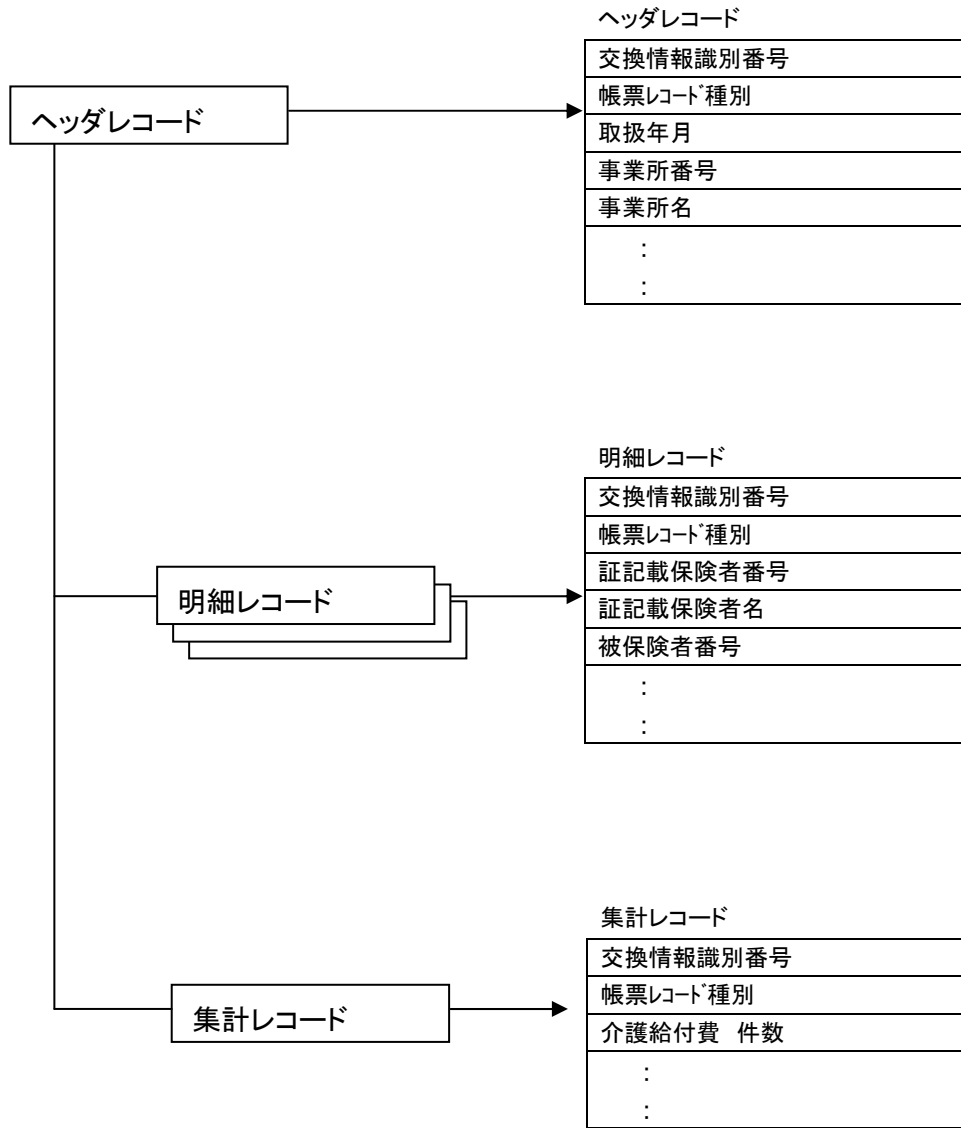 ヘッダレコード
交換情報識別番号
帳票ﾚｺｰﾄﾞ種別
取扱年月
事業所番号
事業所名
:
:
ヘッダレコード
明細レコード
交換情報識別番号
帳票ﾚｺｰﾄﾞ種別
証記載保険者番号
証記載保険者名
被保険者番号
:
:
明細レコード
集計レコード
交換情報識別番号
帳票ﾚｺｰﾄﾞ種別
介護給付費　件数
:
:
集計レコード